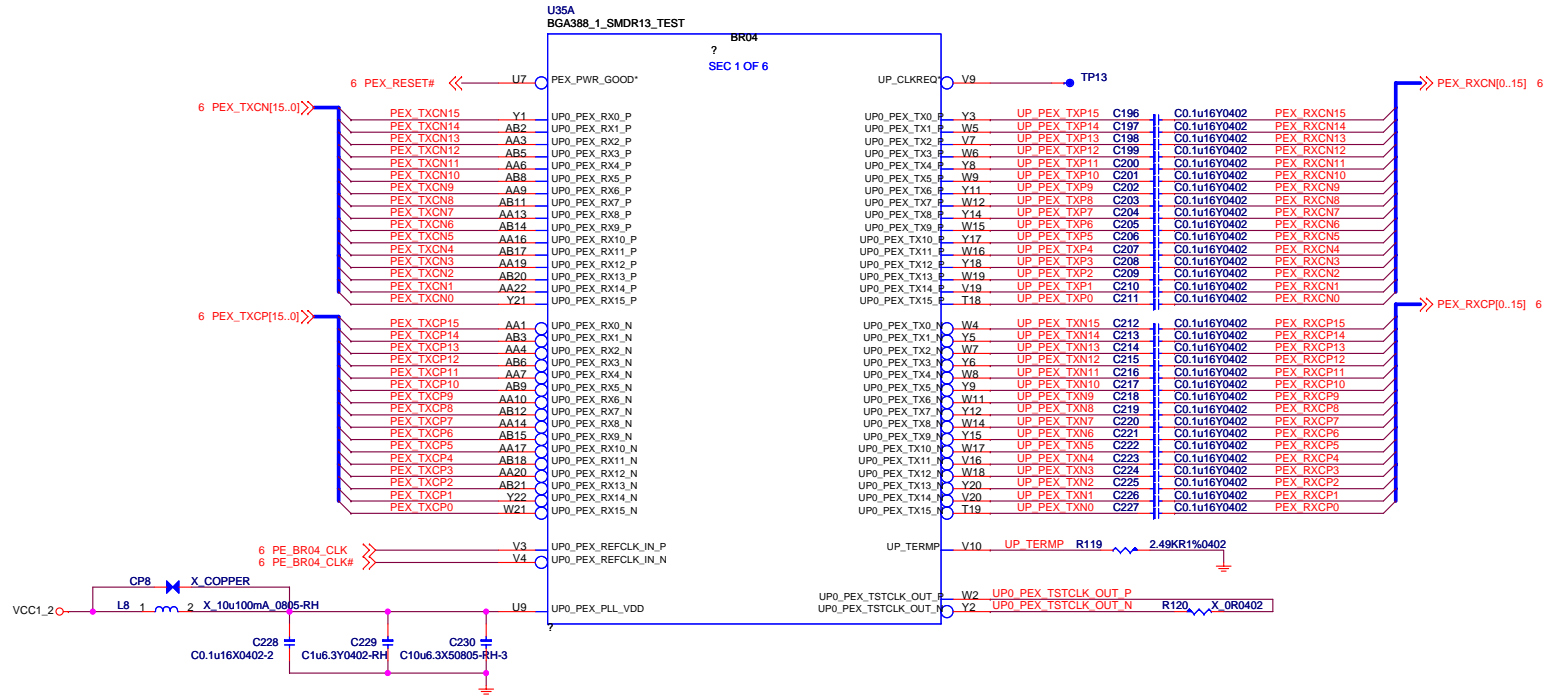 U35A
BGA388_1_SMDR13_TEST
BR04
?
SEC 1 OF 6
6 PEX_RESET# U7 PEX_PWR_GOOD* UP_CLKREQ* V9 TP13
6 PEX_TXCN[15..0] PEX_RXCN[0..15] 6
PEX_TXCN15 Y1 UP0_PEX_RX0_P UP0_PEX_TX0_P Y3 UP_PEX_TXP15 C196 C0.1u16Y0402 PEX_RXCN15
PEX_TXCN14 AB2 UP0_PEX_RX1_P UP0_PEX_TX1_P W5 UP_PEX_TXP14 C197 C0.1u16Y0402 PEX_RXCN14
PEX_TXCN13 AA3 UP0_PEX_RX2_P UP0_PEX_TX2_P V7 UP_PEX_TXP13 C198 C0.1u16Y0402 PEX_RXCN13
PEX_TXCN12 AB5 UP0_PEX_RX3_P UP0_PEX_TX3_P W6 UP_PEX_TXP12 C199 C0.1u16Y0402 PEX_RXCN12
PEX_TXCN11 AA6 UP0_PEX_RX4_P UP0_PEX_TX4_P Y8 UP_PEX_TXP11 C200 C0.1u16Y0402 PEX_RXCN11
PEX_TXCN10 AB8 UP0_PEX_RX5_P UP0_PEX_TX5_P W9 UP_PEX_TXP10 C201 C0.1u16Y0402 PEX_RXCN10
PEX_TXCN9 AA9 UP0_PEX_RX6_P UP0_PEX_TX6_P Y11 UP_PEX_TXP9 C202 C0.1u16Y0402 PEX_RXCN9
PEX_TXCN8 AB11 UP0_PEX_RX7_P UP0_PEX_TX7_P W12 UP_PEX_TXP8 C203 C0.1u16Y0402 PEX_RXCN8
PEX_TXCN7 AA13 UP0_PEX_RX8_P UP0_PEX_TX8_P Y14 UP_PEX_TXP7 C204 C0.1u16Y0402 PEX_RXCN7
PEX_TXCN6 AB14 UP0_PEX_RX9_P UP0_PEX_TX9_P W15 UP_PEX_TXP6 C205 C0.1u16Y0402 PEX_RXCN6
PEX_TXCN5 AA16 UP0_PEX_RX10_P UP0_PEX_TX10_P Y17 UP_PEX_TXP5 C206 C0.1u16Y0402 PEX_RXCN5
PEX_TXCN4 AB17 UP0_PEX_RX11_P UP0_PEX_TX11_P W16 UP_PEX_TXP4 C207 C0.1u16Y0402 PEX_RXCN4
PEX_TXCN3 AA19 UP0_PEX_RX12_P UP0_PEX_TX12_P Y18 UP_PEX_TXP3 C208 C0.1u16Y0402 PEX_RXCN3
PEX_TXCN2 AB20 UP0_PEX_RX13_P UP0_PEX_TX13_P W19 UP_PEX_TXP2 C209 C0.1u16Y0402 PEX_RXCN2
PEX_TXCN1 AA22 UP0_PEX_RX14_P UP0_PEX_TX14_P V19 UP_PEX_TXP1 C210 C0.1u16Y0402 PEX_RXCN1
PEX_TXCN0 Y21 UP0_PEX_RX15_P UP0_PEX_TX15_P T18 UP_PEX_TXP0 C211 C0.1u16Y0402 PEX_RXCN0
6 PEX_TXCP[15..0] PEX_RXCP[0..15] 6
PEX_TXCP15 AA1 UP0_PEX_RX0_N UP0_PEX_TX0_N W4 UP_PEX_TXN15 C212 C0.1u16Y0402 PEX_RXCP15
PEX_TXCP14 AB3 UP0_PEX_RX1_N UP0_PEX_TX1_N Y5 UP_PEX_TXN14 C213 C0.1u16Y0402 PEX_RXCP14
PEX_TXCP13 AA4 UP0_PEX_RX2_N UP0_PEX_TX2_N W7 UP_PEX_TXN13 C214 C0.1u16Y0402 PEX_RXCP13
PEX_TXCP12 AB6 UP0_PEX_RX3_N UP0_PEX_TX3_N Y6 UP_PEX_TXN12 C215 C0.1u16Y0402 PEX_RXCP12
PEX_TXCP11 AA7 UP0_PEX_RX4_N UP0_PEX_TX4_N W8 UP_PEX_TXN11 C216 C0.1u16Y0402 PEX_RXCP11
PEX_TXCP10 AB9 UP0_PEX_RX5_N UP0_PEX_TX5_N Y9 UP_PEX_TXN10 C217 C0.1u16Y0402 PEX_RXCP10
PEX_TXCP9 AA10 UP0_PEX_RX6_N UP0_PEX_TX6_N W11 UP_PEX_TXN9 C218 C0.1u16Y0402 PEX_RXCP9
PEX_TXCP8 AB12 UP0_PEX_RX7_N UP0_PEX_TX7_N Y12 UP_PEX_TXN8 C219 C0.1u16Y0402 PEX_RXCP8
PEX_TXCP7 AA14 UP0_PEX_RX8_N UP0_PEX_TX8_N W14 UP_PEX_TXN7 C220 C0.1u16Y0402 PEX_RXCP7
PEX_TXCP6 AB15 UP0_PEX_RX9_N UP0_PEX_TX9_N Y15 UP_PEX_TXN6 C221 C0.1u16Y0402 PEX_RXCP6
PEX_TXCP5 AA17 UP0_PEX_RX10_N UP0_PEX_TX10_N W17 UP_PEX_TXN5 C222 C0.1u16Y0402 PEX_RXCP5
PEX_TXCP4 AB18 UP0_PEX_RX11_N UP0_PEX_TX11_N V16 UP_PEX_TXN4 C223 C0.1u16Y0402 PEX_RXCP4
PEX_TXCP3 AA20 UP0_PEX_RX12_N UP0_PEX_TX12_N W18 UP_PEX_TXN3 C224 C0.1u16Y0402 PEX_RXCP3
PEX_TXCP2 AB21 UP0_PEX_RX13_N UP0_PEX_TX13_N Y20 UP_PEX_TXN2 C225 C0.1u16Y0402 PEX_RXCP2
PEX_TXCP1 Y22 UP0_PEX_RX14_N UP0_PEX_TX14_N V20 UP_PEX_TXN1 C226 C0.1u16Y0402 PEX_RXCP1
PEX_TXCP0 W21 UP0_PEX_RX15_N UP0_PEX_TX15_N T19 UP_PEX_TXN0 C227 C0.1u16Y0402 PEX_RXCP0
6 PE_BR04_CLK V3 UP0_PEX_REFCLK_IN_P UP_TERMP V10 UP_TERMP R119 2.49KR1%0402
6 PE_BR04_CLK# V4 UP0_PEX_REFCLK_IN_N
CP8 X_COPPER
UP0_PEX_TSTCLK_OUT_P W2 UP0_PEX_TSTCLK_OUT_P
VCC1_2 L8 1 2 X_10u100mA_0805-RH U9 UP0_PEX_PLL_VDD UP0_PEX_TSTCLK_OUT_N Y2 UP0_PEX_TSTCLK_OUT_N R120 X_0R0402
?
C228 C229 C230
C0.1u16X0402-2 C1u6.3Y0402-RH C10u6.3X50805-RH-3